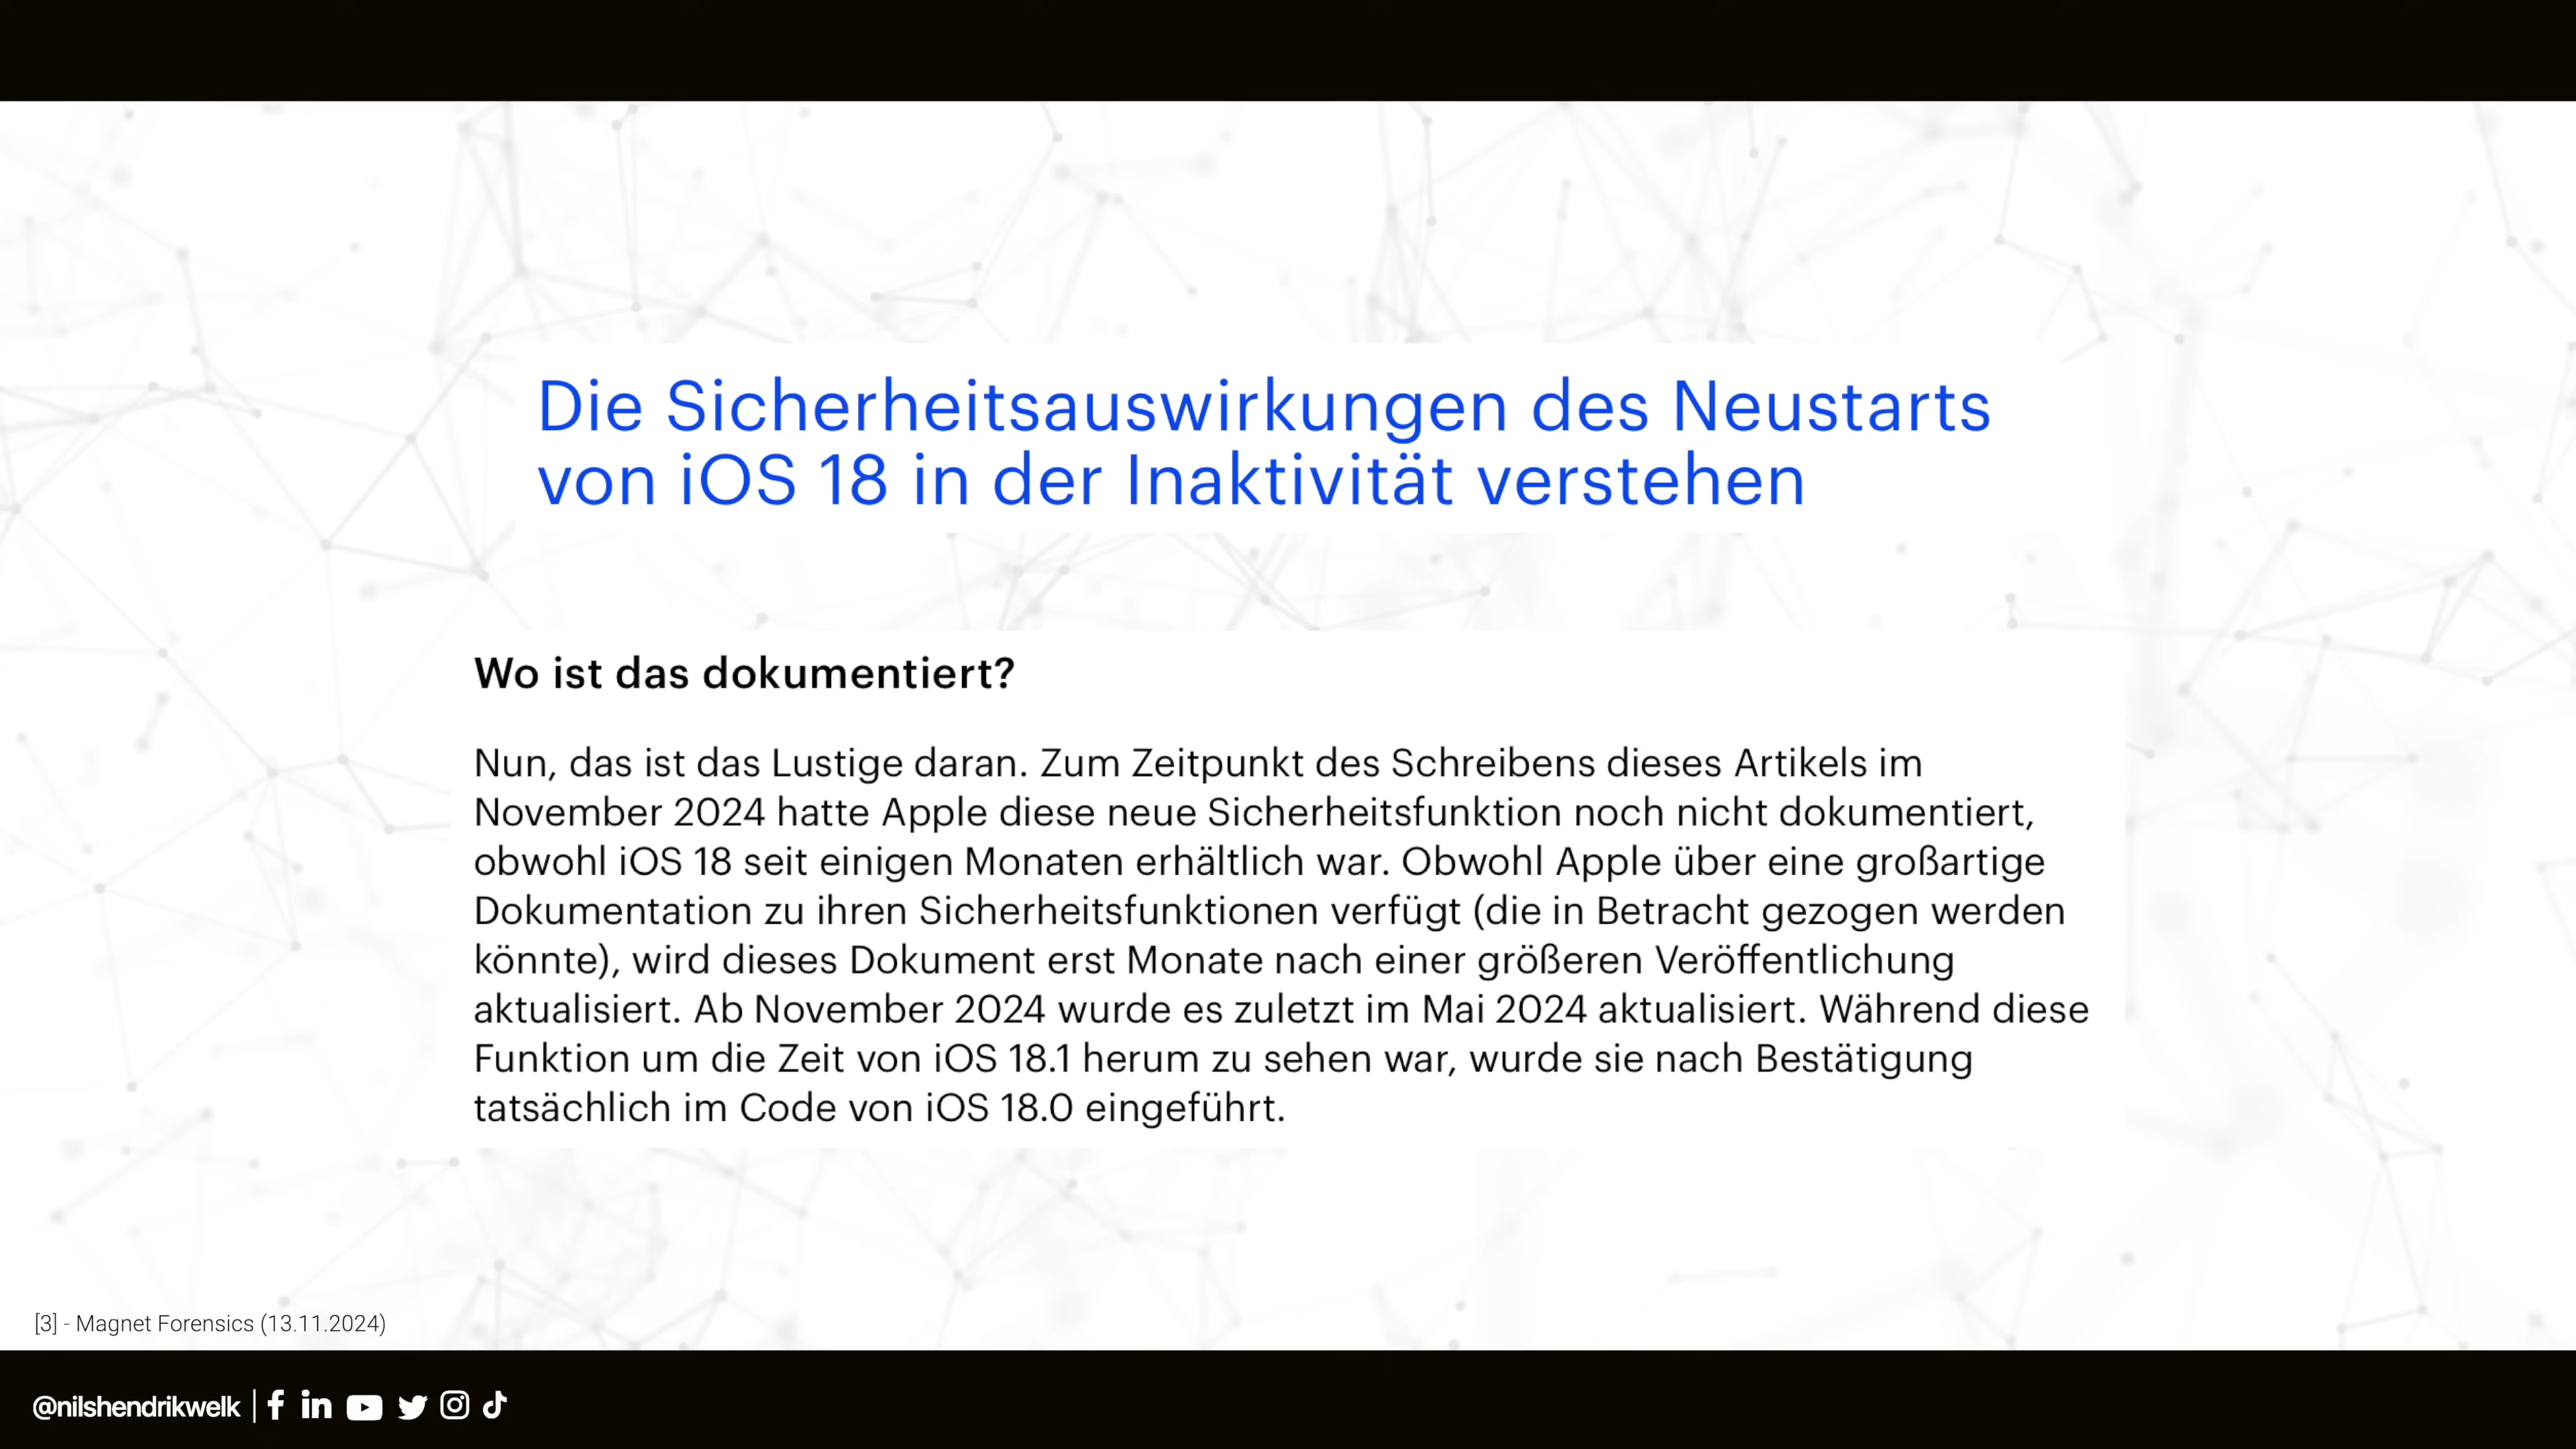 Die Sicherheitsauswirkungen des Neustarts
von iOS 18 in der Inaktivität verstehen
Wo ist das dokumentiert?
Nun, das ist das Lustige daran. Zum Zeitpunkt des Schreibens dieses Artikels im
November 2024 hatte Apple diese neue Sicherheitsfunktion noch nicht dokumentiert,
obwohl iOS 18 seit einigen Monaten erhältlich war. Obwohl Apple über eine großartige
Dokumentation zu ihren Sicherheitsfunktionen verfügt (die in Betracht gezogen werden
könnte), wird dieses Dokument erst Monate nach einer größeren Veröffentlichung
aktualisiert. Ab November 2024 wurde es zuletzt im Mai 2024 aktualisiert. Während diese
Funktion um die Zeit von iOS 18.1 herum zu sehen war, wurde sie nach Bestätigung
tatsächlich im Code von iOS 18.0 eingeführt.
[3] - Magnet Forensics (13.11.2024)
@nilshendrikwelk